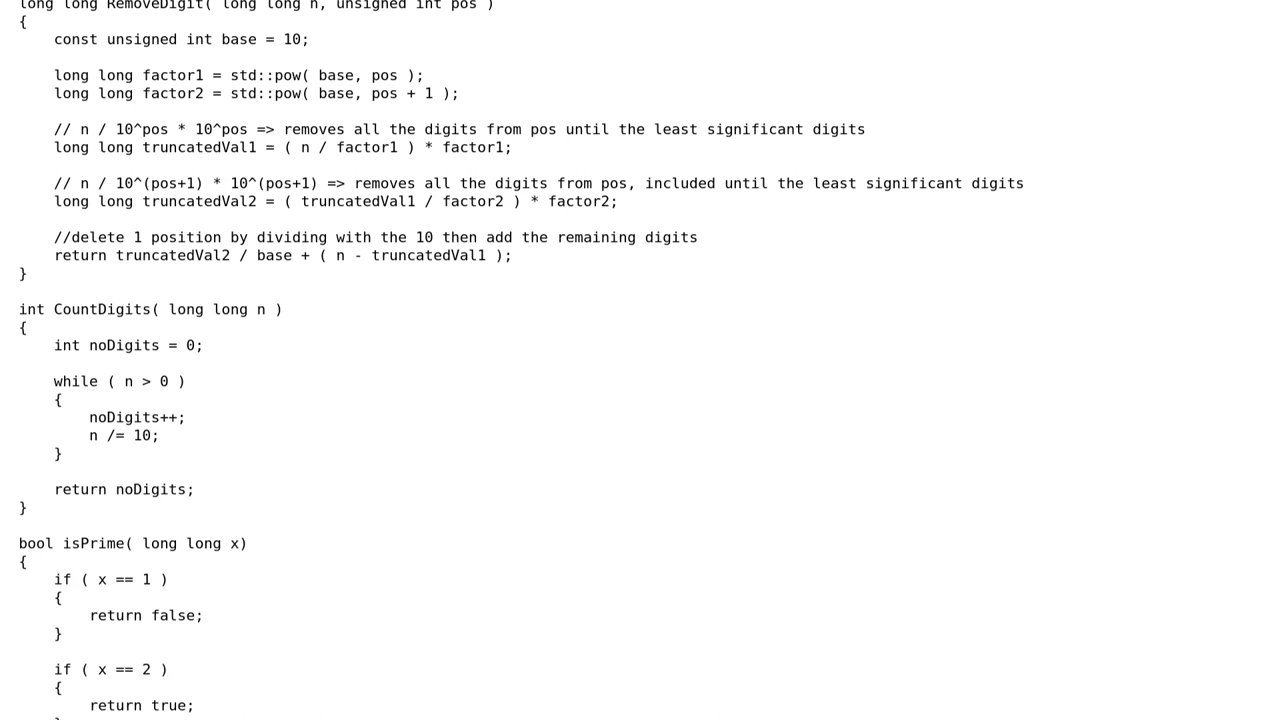 long long RemoveDigit( long long n, unsigned int pos )
{
    const unsigned int base = 10;

    long long factor1 = std::pow( base, pos );
    long long factor2 = std::pow( base, pos + 1 );

    // n / 10^pos * 10^pos => removes all the digits from pos until the least significant digits
    long long truncatedVal1 = ( n / factor1 ) * factor1;

    // n / 10^(pos+1) * 10^(pos+1) => removes all the digits from pos, included until the least significant digits
    long long truncatedVal2 = ( truncatedVal1 / factor2 ) * factor2;

    //delete 1 position by dividing with the 10 then add the remaining digits
    return truncatedVal2 / base + ( n - truncatedVal1 );
}

int CountDigits( long long n )
{
    int noDigits = 0;

    while ( n > 0 )
    {
        noDigits++;
        n /= 10;
    }

    return noDigits;
}

bool isPrime( long long x)
{
    if ( x == 1 )
    {
        return false;
    }

    if ( x == 2 )
    {
        return true;
    }